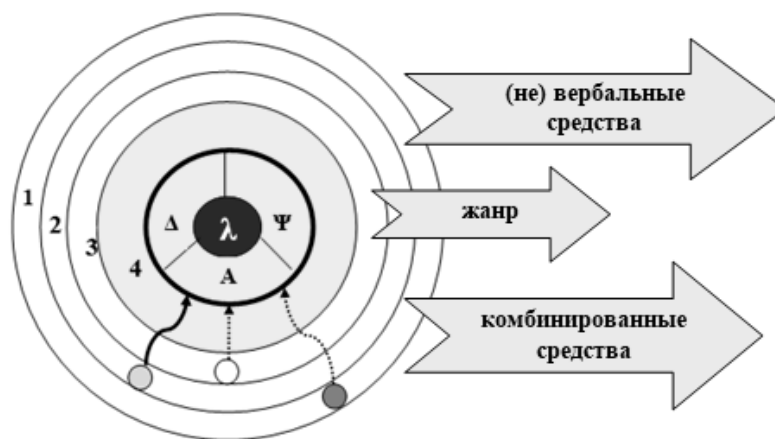 (не) вербальные
средства
1
2
3
4
Δ
λ
Ψ
А
жанр
комбинированные
средства